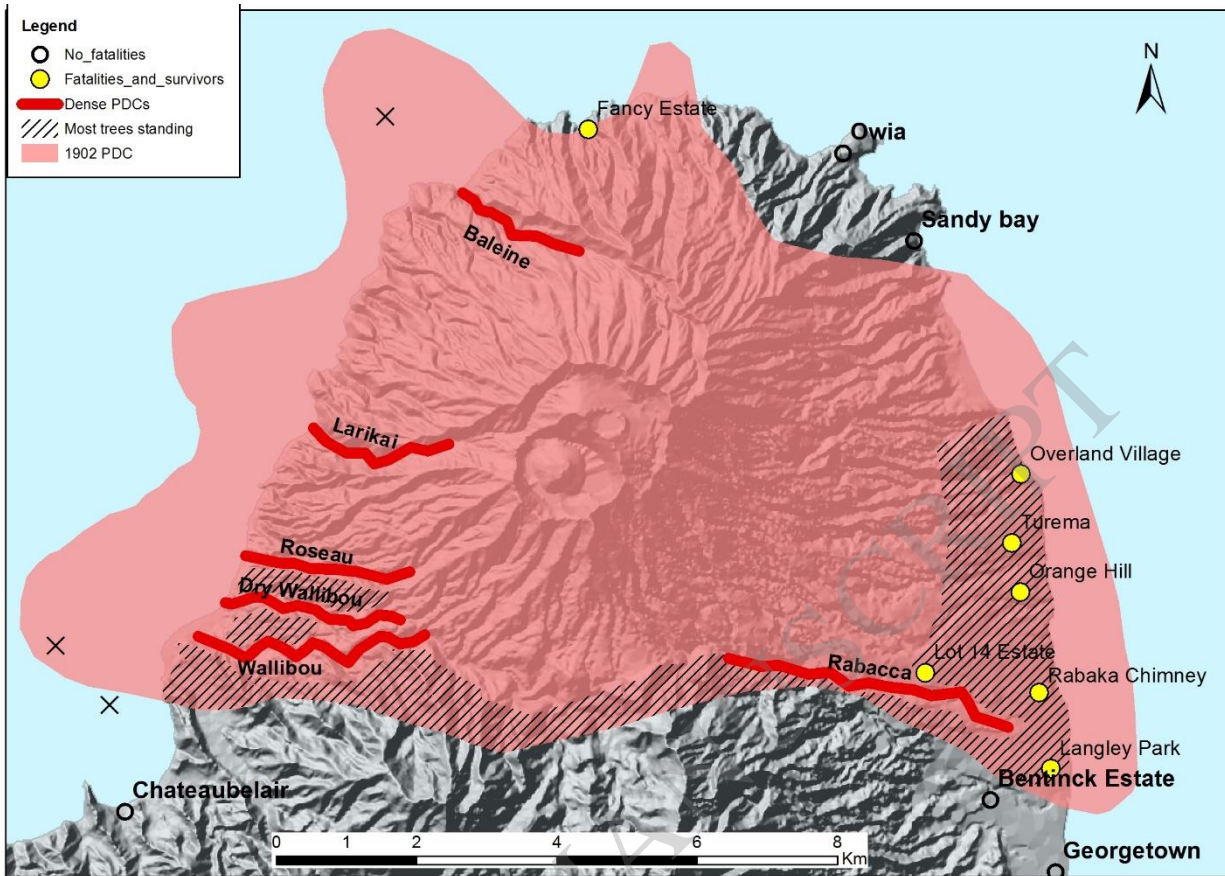 Legend
No_fatalities
Fatalities_and_survivors
Dense PDCs
Most trees standing
1902 PDC
N
Fancy Estate
Owia
Sandy bay
Baleine
Larikai
Overland Village
Turema
Orange Hill
Roseau
Dry Wallibou
Wallibou
Lot 14 Estate
Rabacca
Rabaka Chimney
Langley Park
Bentinck Estate
Chateaubelair
0 1 2 4 6 8
Km
Georgetown